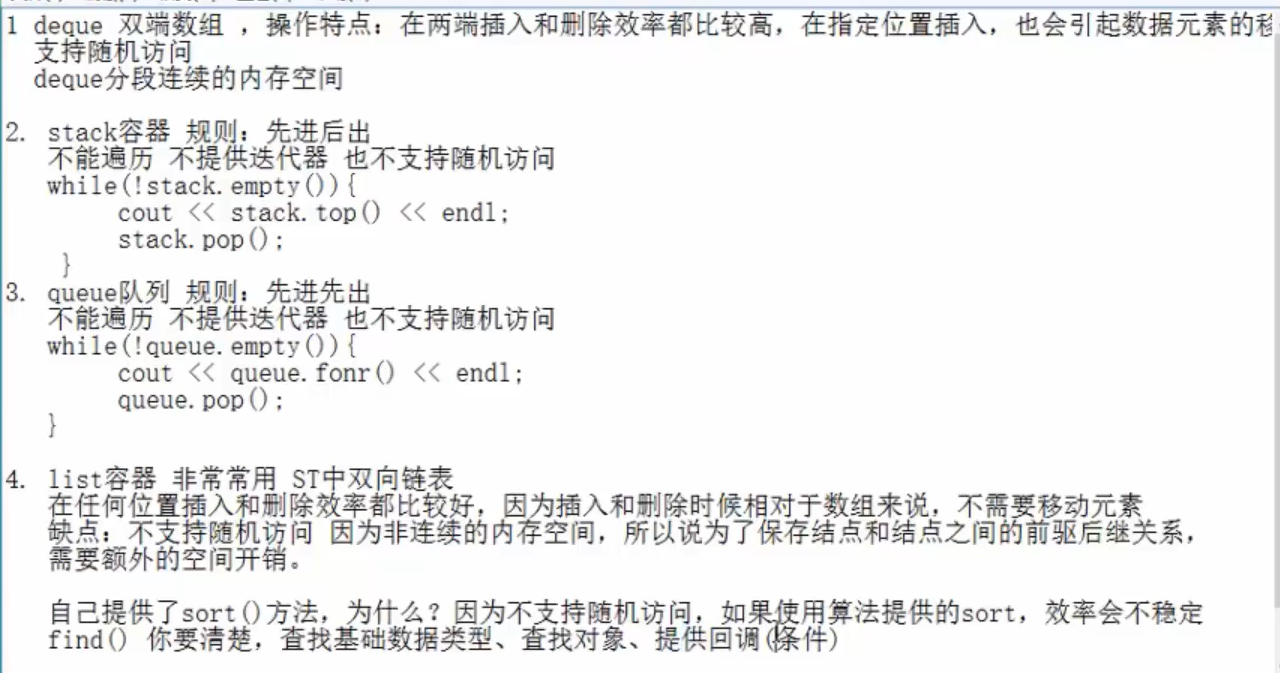 1 deque 双端数组 ，操作特点：在两端插入和删除效率都比较高，在指定位置插入，也会引起数据元素的移
支持随机访问
deque分段连续的内存空间
2. stack容器 规则：先进后出
不能遍历 不提供迭代器 也不支持随机访问
while(!stack.empty()){
cout << stack.top() << endl;
stack.pop();
}
3. queue队列 规则：先进先出
不能遍历 不提供迭代器 也不支持随机访问
while(!queue.empty()){
cout << queue.fonr() << endl;
queue.pop();
}
4. list容器 非常常用 ST中双向链表
在任何位置插入和删除效率都比较好，因为插入和删除时候相对于数组来说，不需要移动元素
缺点：不支持随机访问 因为非连续的内存空间，所以说为了保存结点和结点之间的前驱后继关系，
需要额外的空间开销。
自己提供了sort()方法，为什么？因为不支持随机访问，如果使用算法提供的sort，效率会不稳定
find() 你要清楚，查找基础数据类型、查找对象、提供回调(条件)